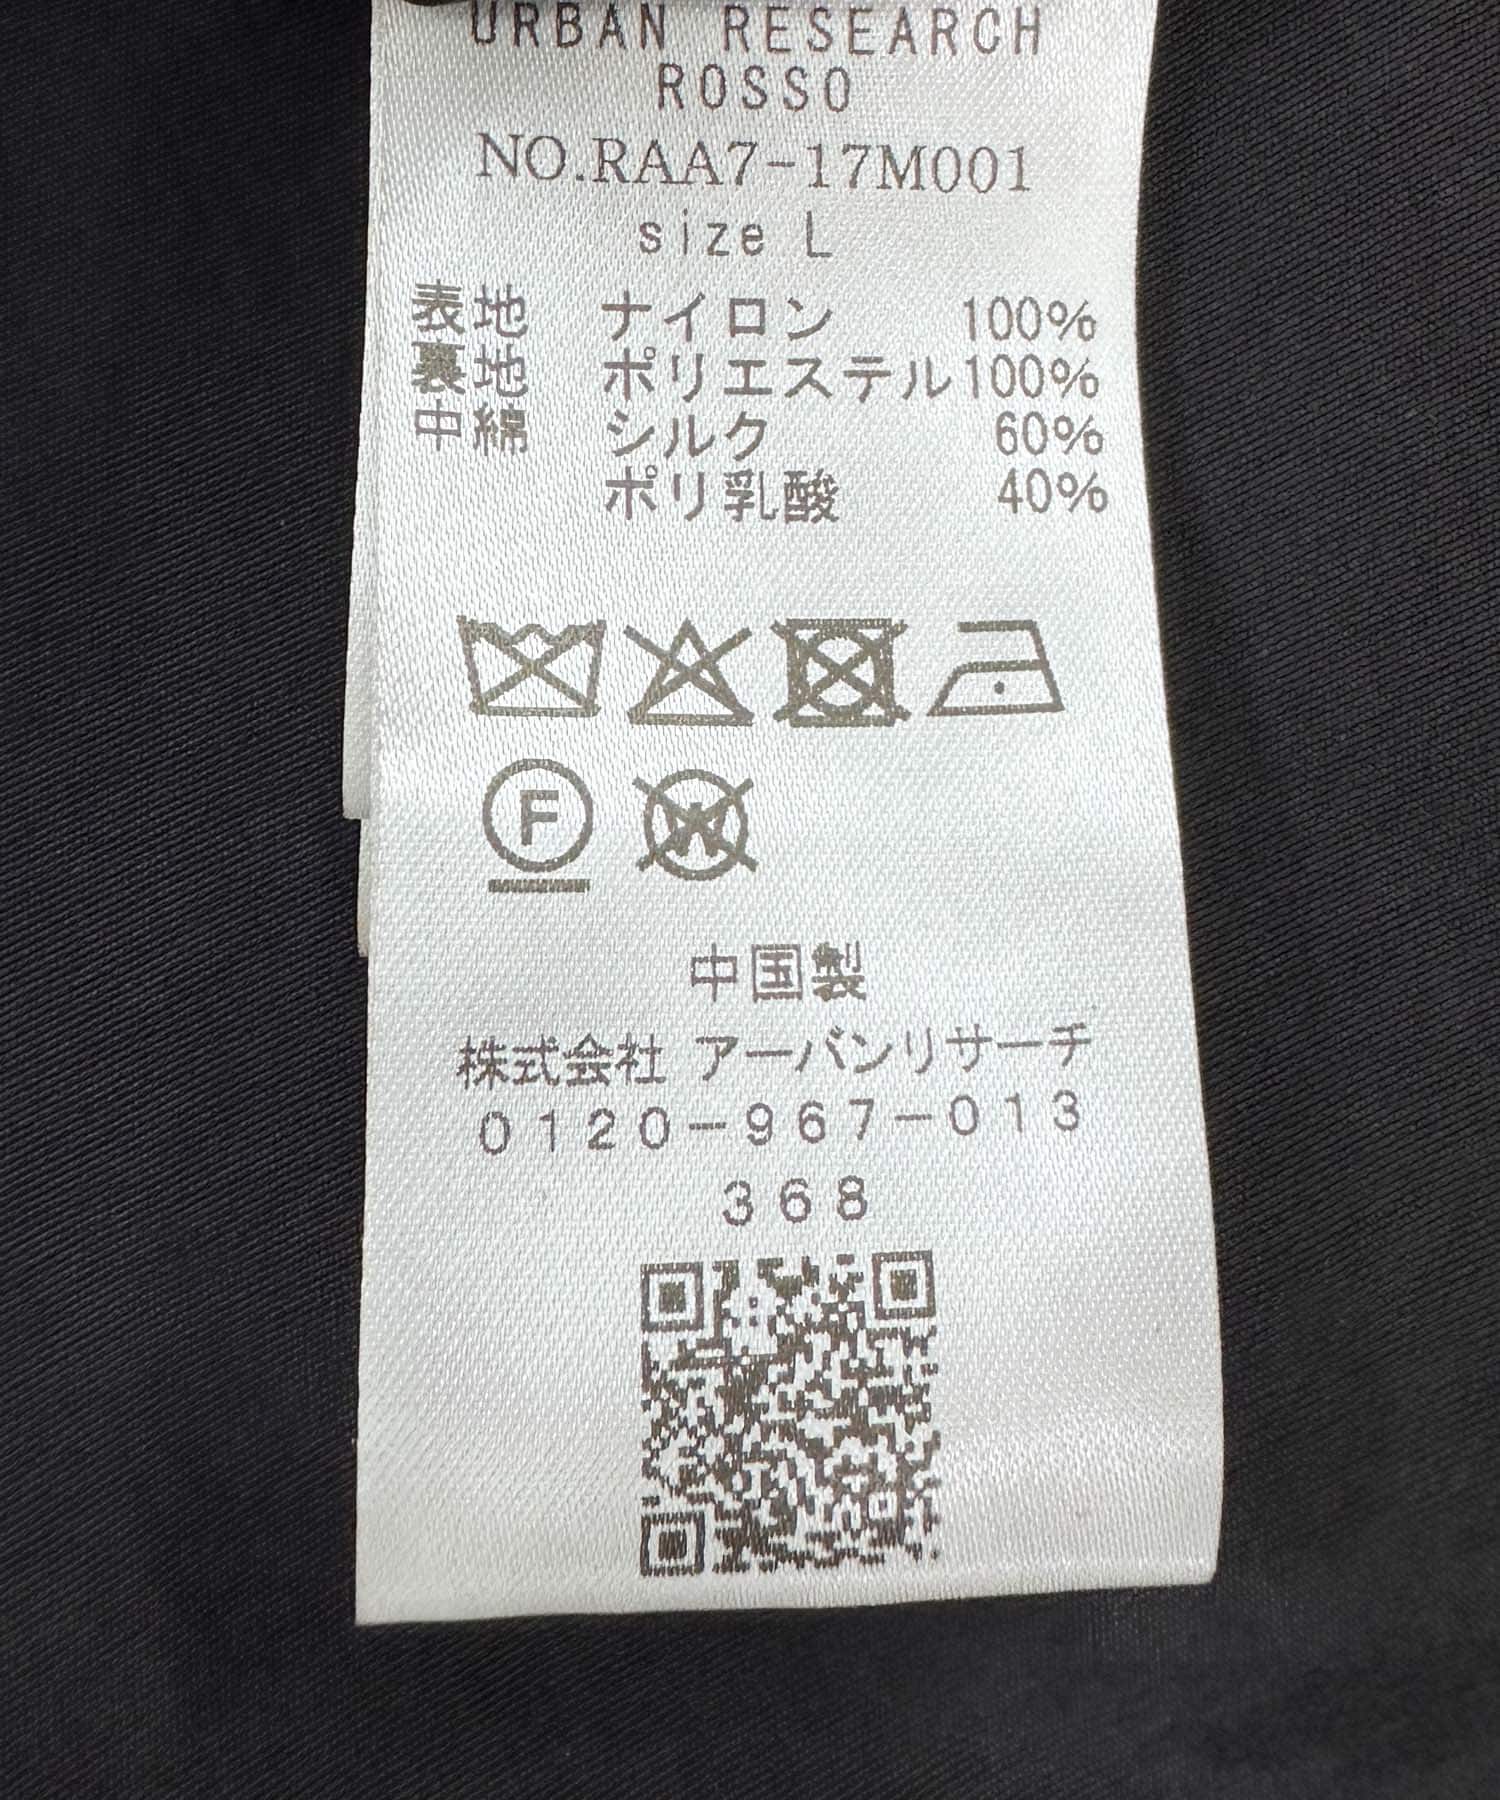 URBAN RESEARCH
ROSSO
NO.RAA7-17M001
size L
表地 ナイロン 100%
裏地 ポリエステル100%
中綿 シルク 60%
ポリ乳酸 40%
F
W
中国製
株式会社 アーバンリサーチ
0120-967-013
368